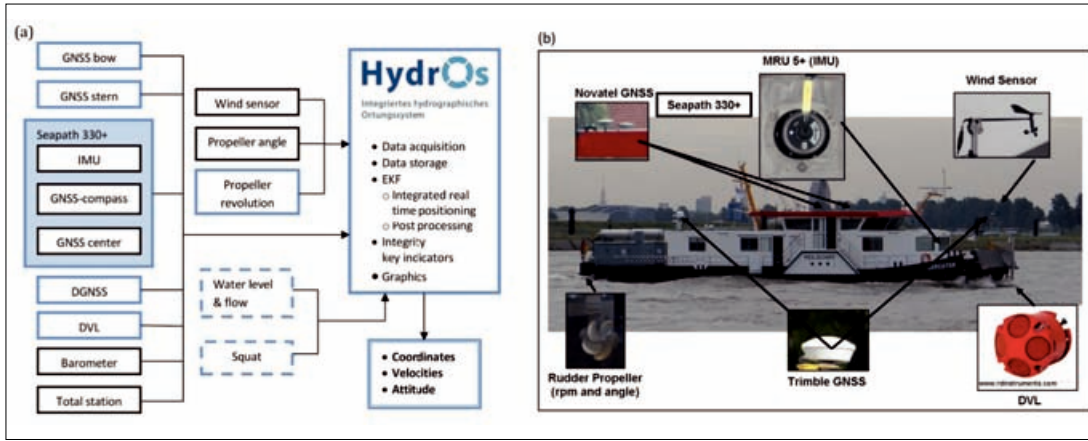 (a)
GNSS bow
GNSS stern
Seapath 330+
IMU
GNSS-compass
GNSS center
DGNSS
DVL
Barometer
Total station
Wind sensor
Propeller angle
Propeller
revolution
Water level
& flow
Squat
HydrOs
Integriertes hydrographisches
Ortungssystem
• Data acquisition
• Data storage
• EKF
o Integrated real
time positioning
o Post processing
• Integrity
key indicators
• Graphics
• Coordinates
• Velocities
• Attitude
(b)
MRU 5+ (IMU)
Novatel GNSS
Seapath 330+
Wind Sensor
Rudder Propeller
(rpm and angle)
Trimble GNSS
www.rdinstruments.com
DVL